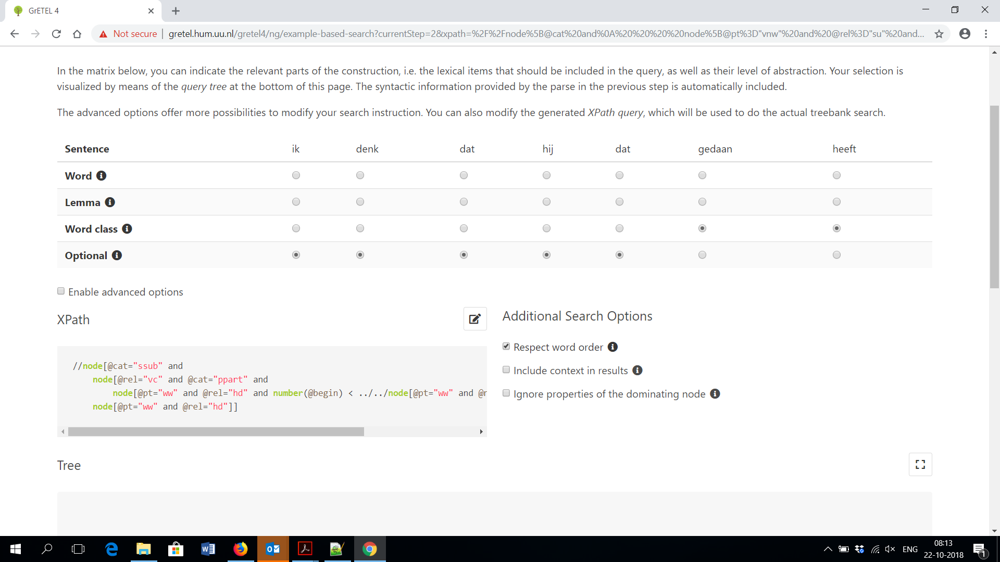 GrETEL 4
Not secure | gretel.hum.uu.nl/gretel4/ng/example-based-search?currentStep=2&xpath=%2F%2Fnode%5B@cat%20and%0A%20%20%20%20node%5B@pt%3D"vnw"%20and%20@rel%3D"su"%20and...
In the matrix below, you can indicate the relevant parts of the construction, i.e. the lexical items that should be included in the query, as well as their level of abstraction. Your selection is
visualized by means of the query tree at the bottom of this page. The syntactic information provided by the parse in the previous step is automatically included.
The advanced options offer more possibilities to modify your search instruction. You can also modify the generated XPath query, which will be used to do the actual treebank search.
Sentence ik denk dat hij dat gedaan heeft
Word
Lemma
Word class
Optional
Enable advanced options
XPath
Additional Search Options
Respect word order
Include context in results
Ignore properties of the dominating node
//node[@cat="ssub" and
node[@rel="vc" and @cat="ppart" and
node[@pt="ww" and @rel="hd" and number(@begin) < ../../node[@pt="ww" and @r
node[@pt="ww" and @rel="hd"]]
Tree
ENG
08:13
22-10-2018
1